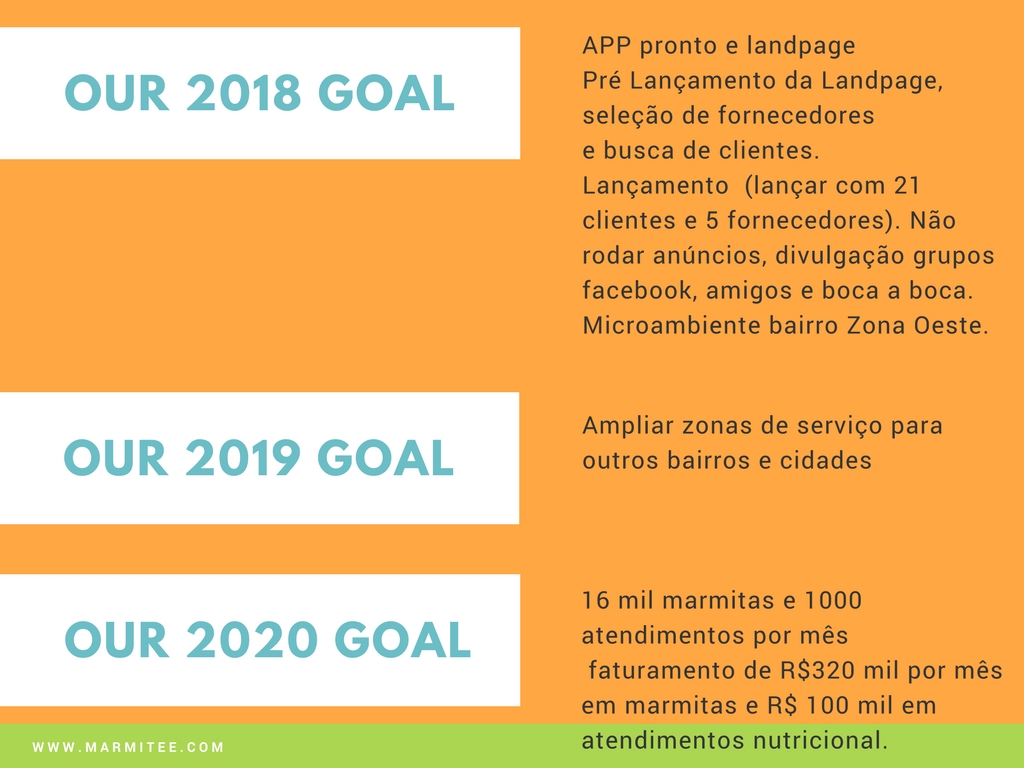 OUR 2018 GOAL
APP pronto e landpage
Pré Lançamento da Landpage,
seleção de fornecedores
e busca de clientes.
Lançamento  (lançar com 21
clientes e 5 fornecedores). Não
rodar anúncios, divulgação grupos
facebook, amigos e boca a boca.
Microambiente bairro Zona Oeste.
OUR 2019 GOAL
Ampliar zonas de serviço para
outros bairros e cidades
OUR 2020 GOAL
16 mil marmitas e 1000
atendimentos por mês
faturamento de R$320 mil por mês
em marmitas e R$ 100 mil em
atendimentos nutricional.
WWW.MARMITEE.COM